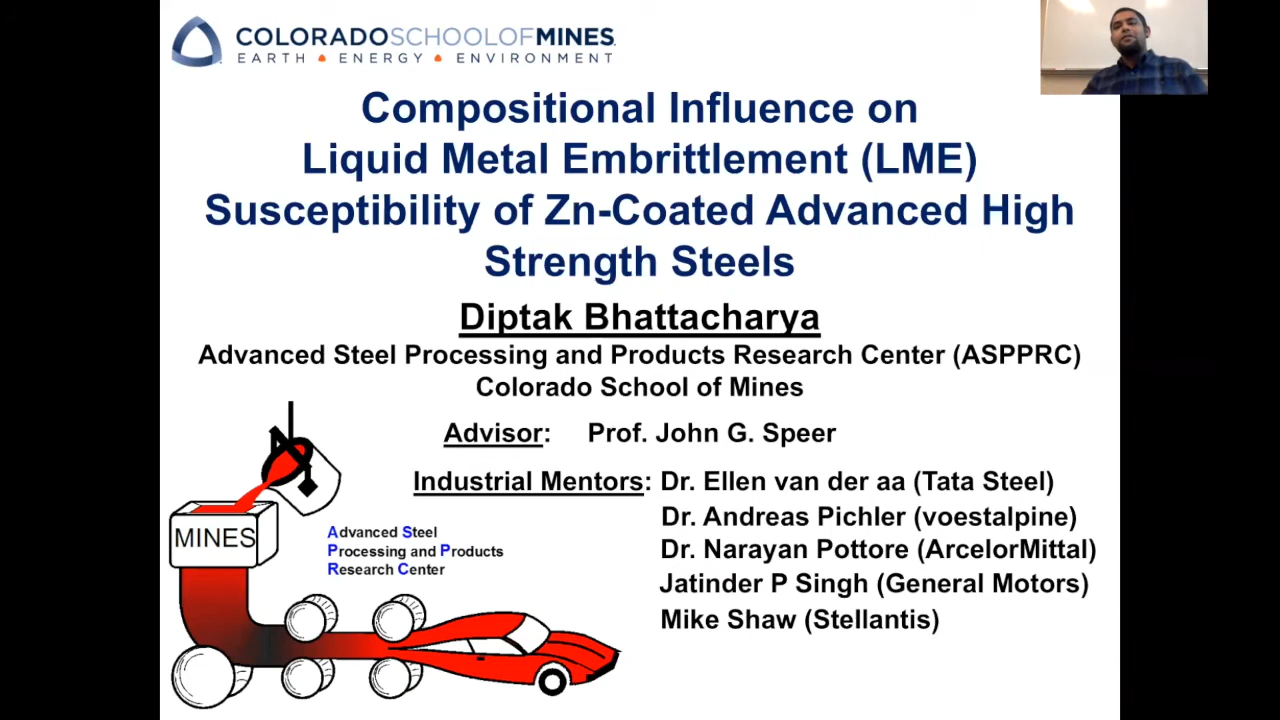 COLORADOSCHOOLOFMINES
EARTH • ENERGY • ENVIRONMENT
Compositional Influence on
Liquid Metal Embrittlement (LME)
Susceptibility of Zn-Coated Advanced High
Strength Steels
Diptak Bhattacharya
Advanced Steel Processing and Products Research Center (ASPPRC)
Colorado School of Mines
Advisor: Prof. John G. Speer
Industrial Mentors: Dr. Ellen van der aa (Tata Steel)
Dr. Andreas Pichler (voestalpine)
Dr. Narayan Pottore (ArcelorMittal)
Jatinder P Singh (General Motors)
Mike Shaw (Stellantis)
MINES
Advanced Steel
Processing and Products
Research Center